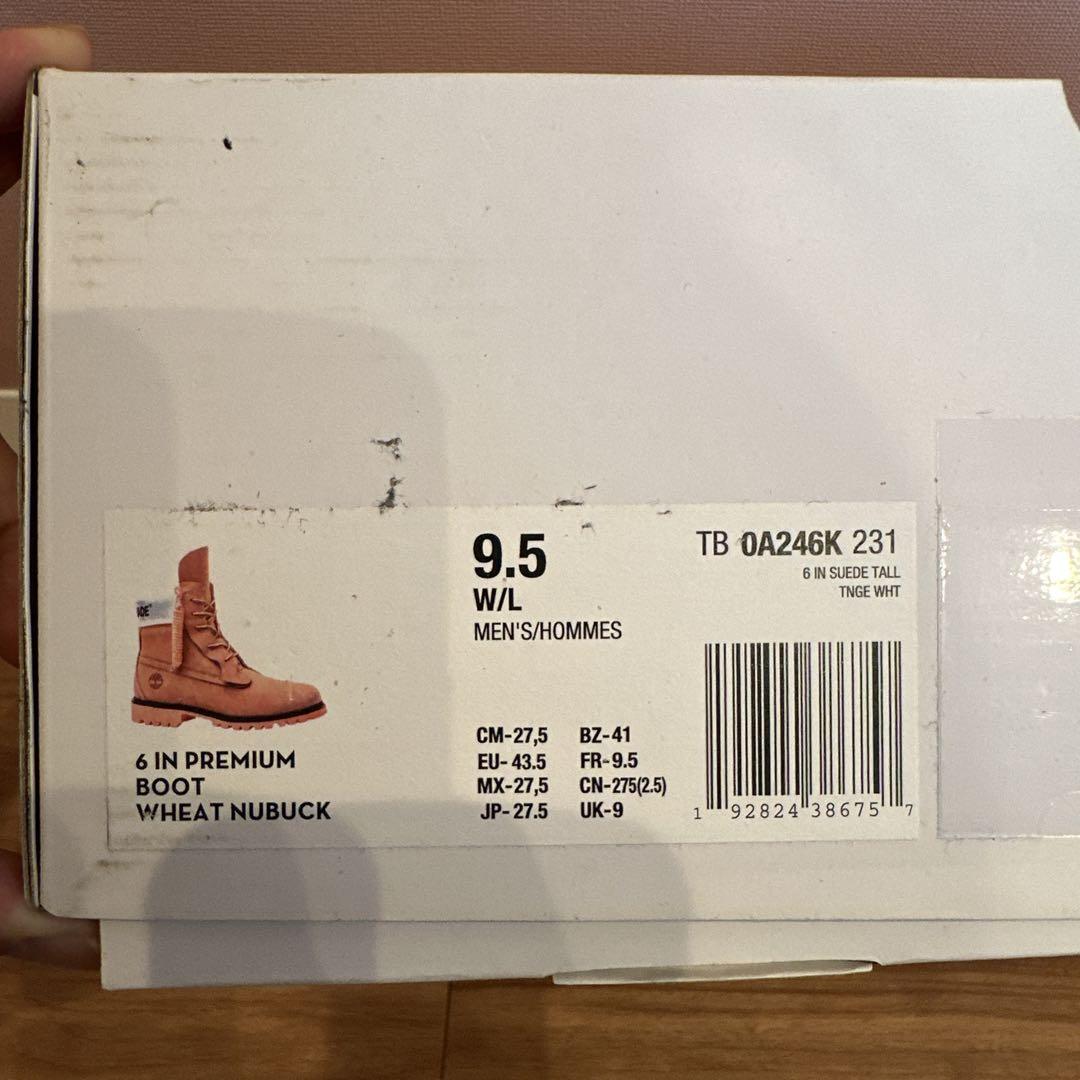 6 IN PREMIUM
BOOT
WHEAT NUBUCK
9.5
W/L
MEN'S/HOMMES
CM-27,5 BZ-41
EU- 43.5 FR-9.5
MX-27,5 CN-275(2.5)
JP- 27.5 UK-9
TB 0A246K 231
6 IN SUEDE TALL
TNGE WHT
1 92824 38675 7